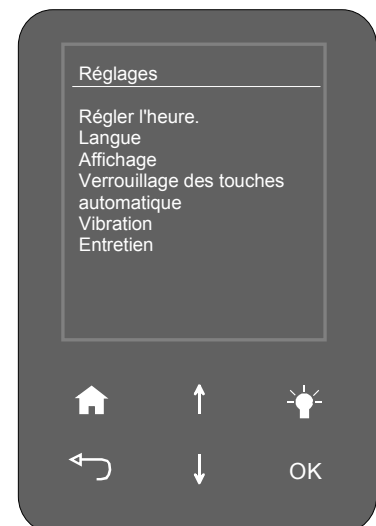 Réglages
Régler l'heure.
Langue
Affichage
Verrouillage des touches
automatique
Vibration
Entretien
OK